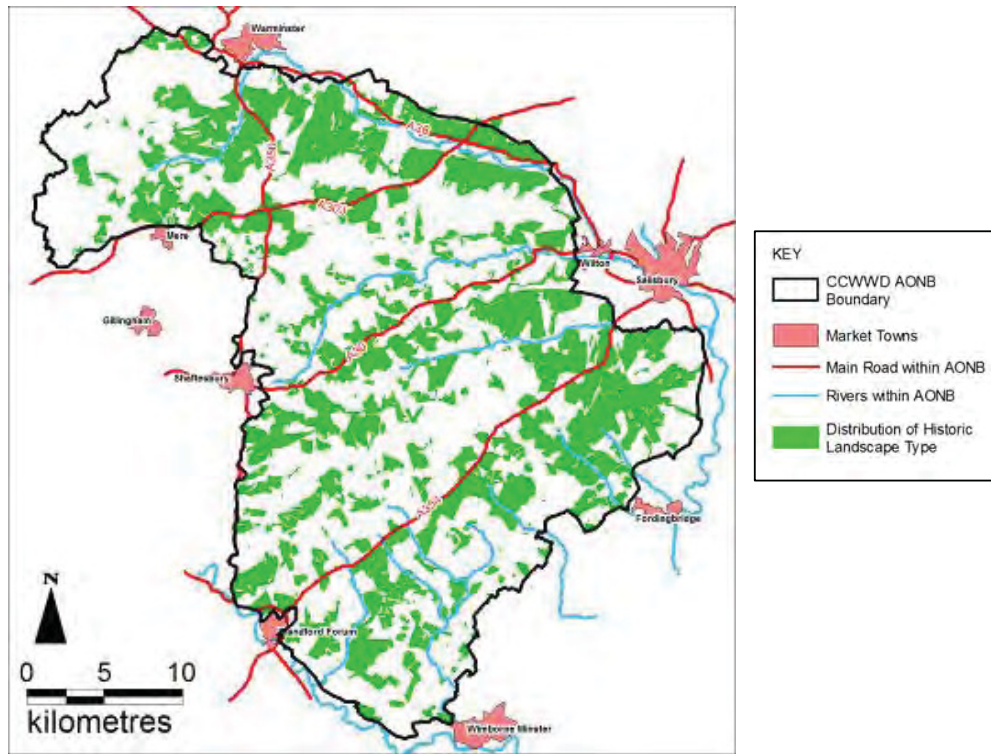 Warminster
A36
A350
A303
Mere
Wilton
Salisbury
Gillingham
A30
Shaftesbury
A354
Fordingbridge
N
landford Forum
Wimborne Minster
0 5 10
kilometres
KEY
CCWWD AONB
Boundary
Market Towns
Main Road within AONB
Rivers within AONB
Distribution of Historic
Landscape Type